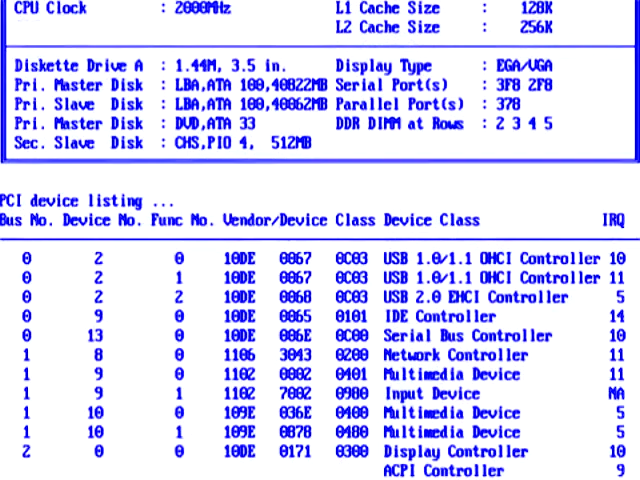 CPU Clock : 2000MHz L1 Cache Size : 128K
L2 Cache Size : 256K
Diskette Drive A : 1.44M, 3.5 in. Display Type : EGA/VGA
Pri. Master Disk : LBA,ATA 100,40822MB Serial Port(s) : 3F8 2F8
Pri. Slave Disk : LBA,ATA 100,40062MB Parallel Port(s) : 378
Pri. Master Disk : DVD,ATA 33 DDR DIMM at Rows : 2 3 4 5
Sec. Slave Disk : CHS,PIO 4, 512MB
PCI device listing ...
Bus No. Device No. Func No. Vendor/Device Class Device Class IRQ
0 2 0 10DE 0067 0C03 USB 1.0/1.1 OHCI Controller 10
0 2 1 10DE 0067 0C03 USB 1.0/1.1 OHCI Controller 11
0 2 2 10DE 0068 0C03 USB 2.0 EHCI Controller 5
0 9 0 10DE 0065 0101 IDE Controller 14
0 13 0 10DE 006E 0C00 Serial Bus Controller 10
1 8 0 1106 3043 0200 Network Controller 11
1 9 0 1102 0002 0401 Multimedia Device 11
1 9 1 1102 7002 0980 Input Device NA
1 10 0 109E 036E 0400 Multimedia Device 5
1 10 1 109E 0878 0480 Multimedia Device 5
2 0 0 10DE 0171 0300 Display Controller 10
ACPI Controller 9